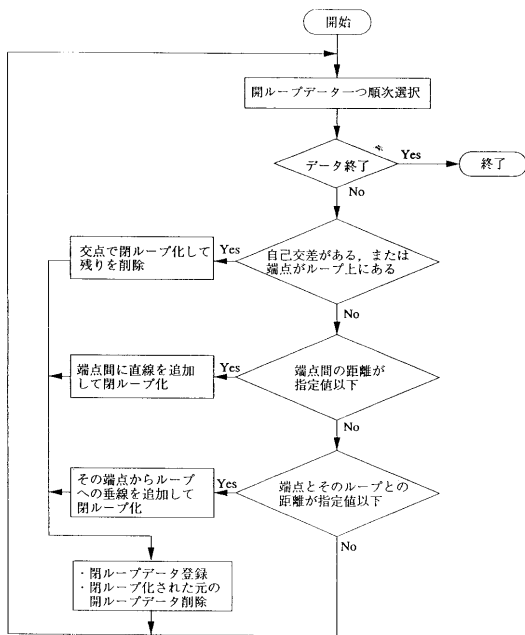 開始
開ループデータ一つ順次選択
データ終了
Yes
終了
No
自己交差がある，または
端点がループ上にある
Yes
交点で閉ループ化して
残りを削除
No
端点間の距離が
指定値以下
Yes
端点間に直線を追加
して閉ループ化
No
端点とそのループとの
距離が指定値以下
Yes
その端点からループ
への垂線を追加して
閉ループ化
No
・閉ループデータ登録
・閉ループ化された元の
開ループデータ削除